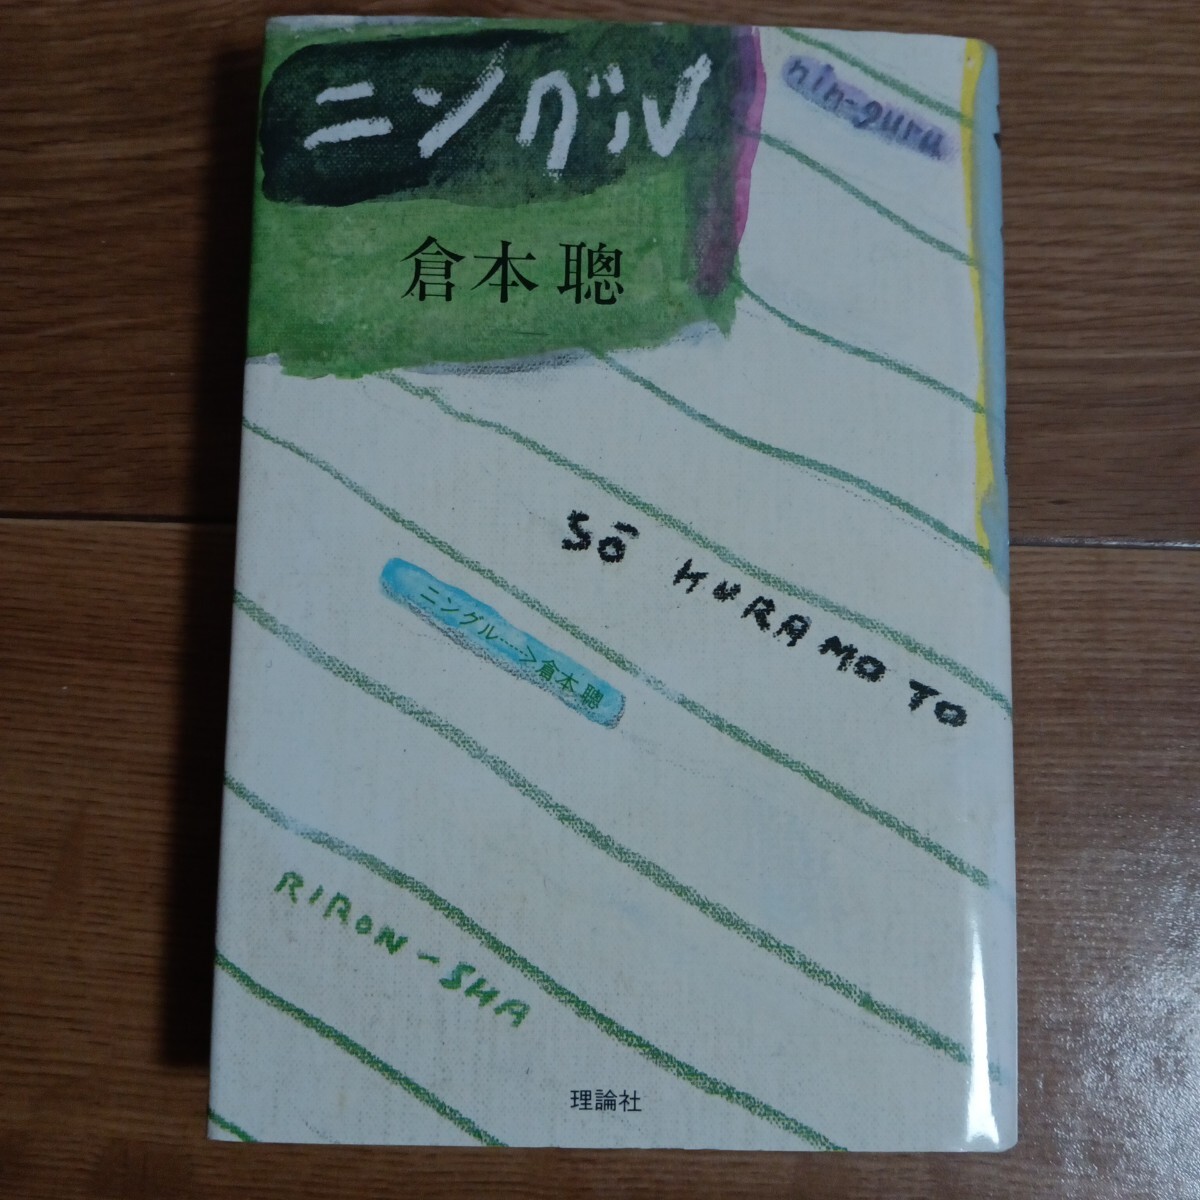 ニングル
nin-guru
倉本 聰
Sō KURAMOTO
ニングル…＞倉本 聰
RIRON-SHA
理論社